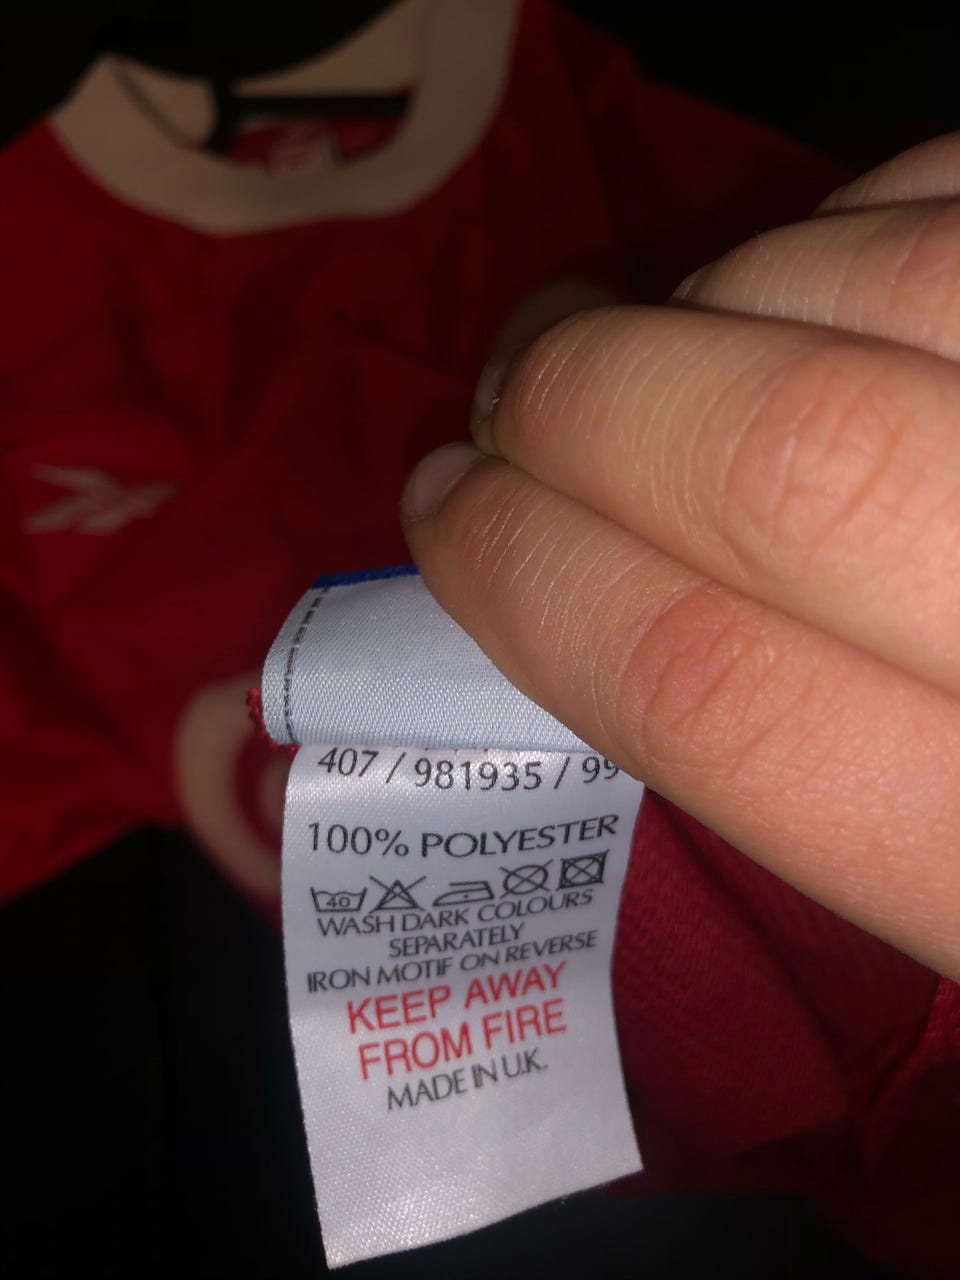 407 / 981935 / 99
100% POLYESTER
40
WASH DARK COLOURS
SEPARATELY
IRON MOTIF ON REVERSE
KEEP AWAY
FROM FIRE
MADE IN U.K.